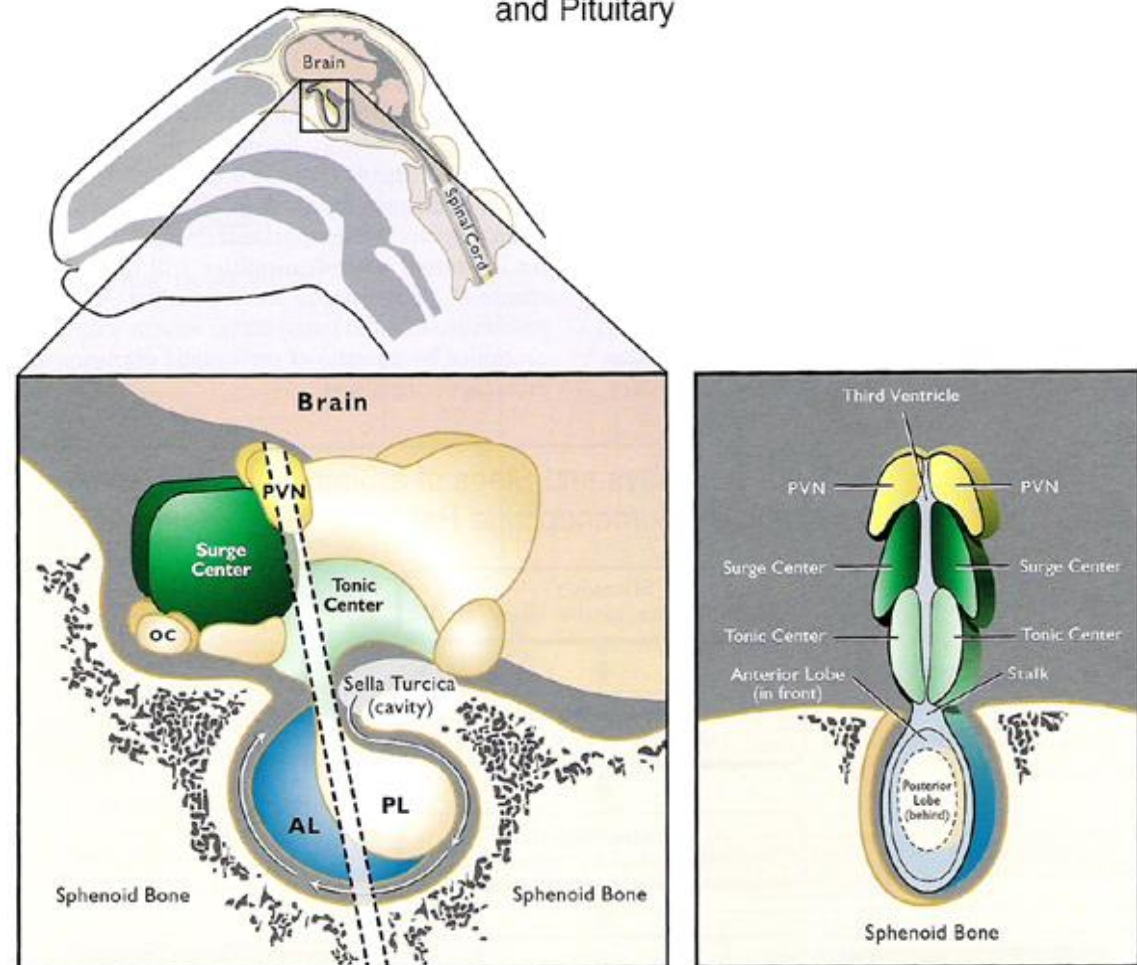 and Pituitary
Brain
Spinal Cord
Brain
PVN
Surge
Center
Tonic
Center
OC
Sella Turcica
(cavity)
AL
PL
Sphenoid Bone
Sphenoid Bone
Third Ventricle
PVN
PVN
Surge Center
Surge Center
Tonic Center
Tonic Center
Anterior Lobe
(in front)
Stalk
Posterior
Lobe
(behind)
Sphenoid Bone